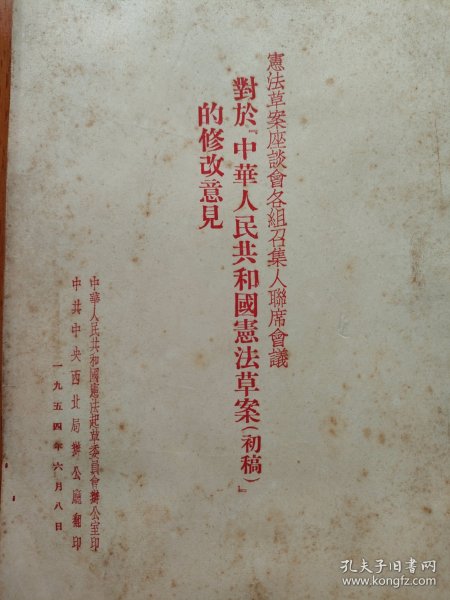 憲法草案座談會各組召集人聯席會議
對於『中華人民共和國憲法草案(初稿)』
的修改意見
中華人民共和國憲法起草委員會辦公室印
中共中央西北局辦公廳翻印
一九五四年六月八日
孔夫子旧书网
www.kongfz.com